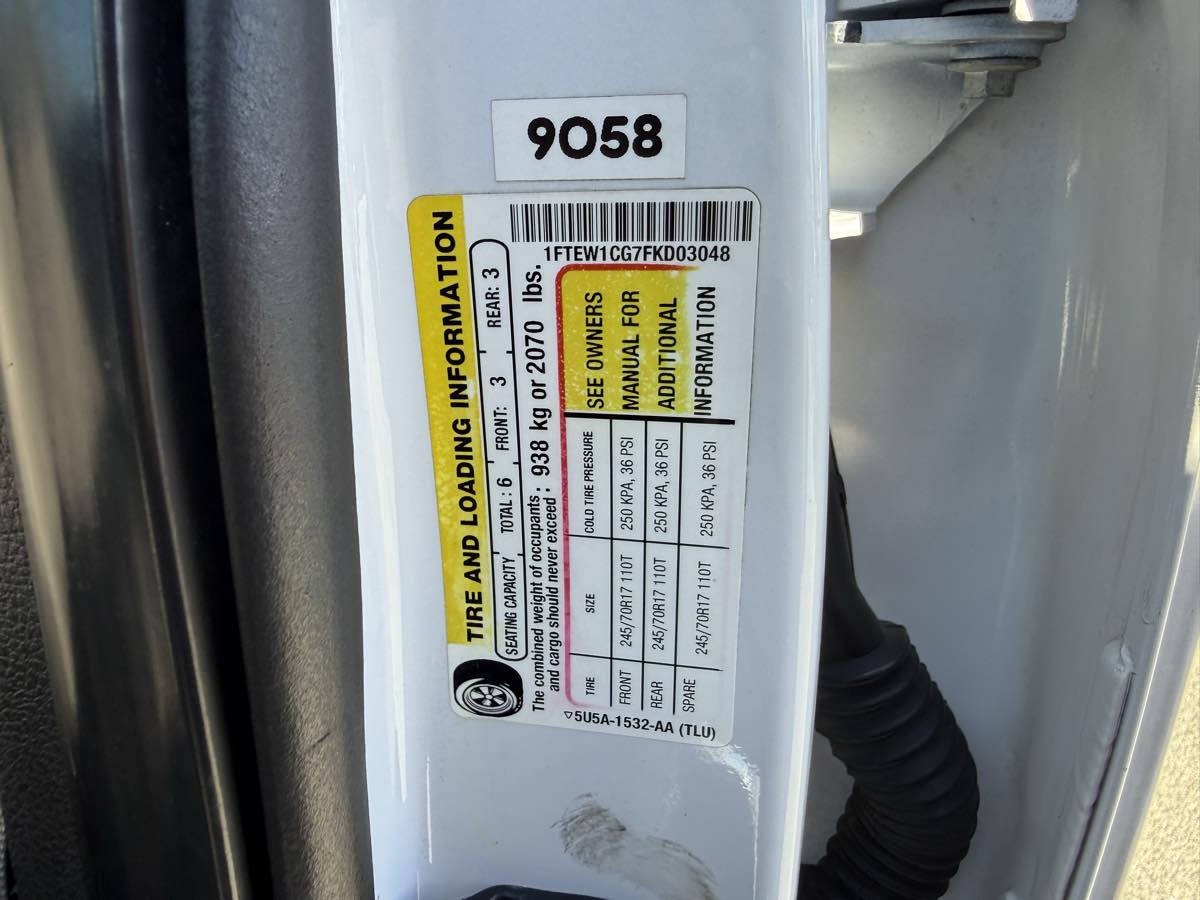 9058
1FTEW1CG7FKD03048
TIRE AND LOADING INFORMATION
SEATING CAPACITY TOTAL : 6 FRONT: 3 REAR: 3
The combined weight of occupants
and cargo should never exceed : 938 kg or 2070 lbs.
TIRE SIZE COLD TIRE PRESSURE
FRONT 245/70R17 110T 250 KPA, 36 PSI
REAR 245/70R17 110T 250 KPA, 36 PSI
SPARE 245/70R17 110T 250 KPA, 36 PSI
SEE OWNERS
MANUAL FOR
ADDITIONAL
INFORMATION
▽5U5A-1532-AA (TLU)